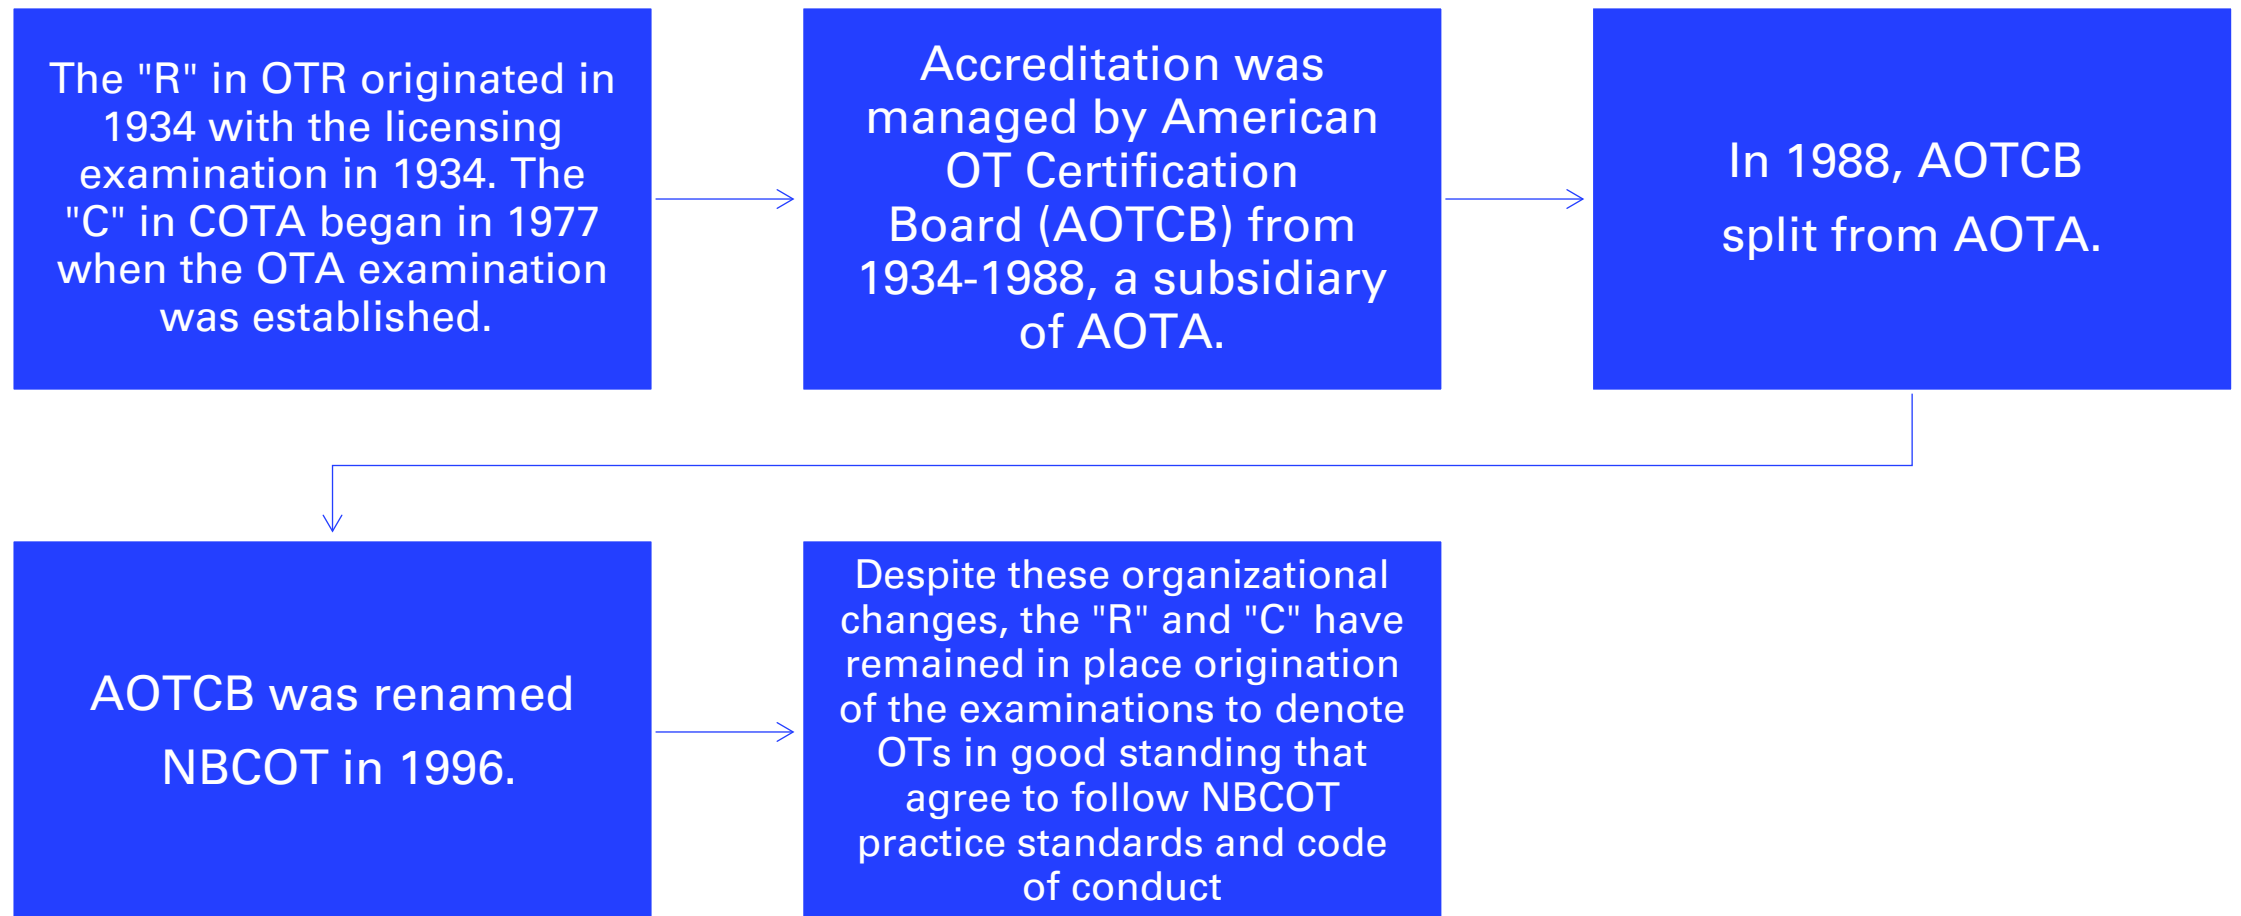 The "R" in OTR originated in
1934 with the licensing
examination in 1934. The
"C" in COTA began in 1977
when the OTA examination
was established.
Accreditation was
managed by American
OT Certification
Board (AOTCB) from
1934-1988, a subsidiary
of AOTA.
In 1988, AOTCB
split from AOTA.
AOTCB was renamed
NBCOT in 1996.
Despite these organizational
changes, the "R" and "C" have
remained in place origination
of the examinations to denote
OTs in good standing that
agree to follow NBCOT
practice standards and code
of conduct